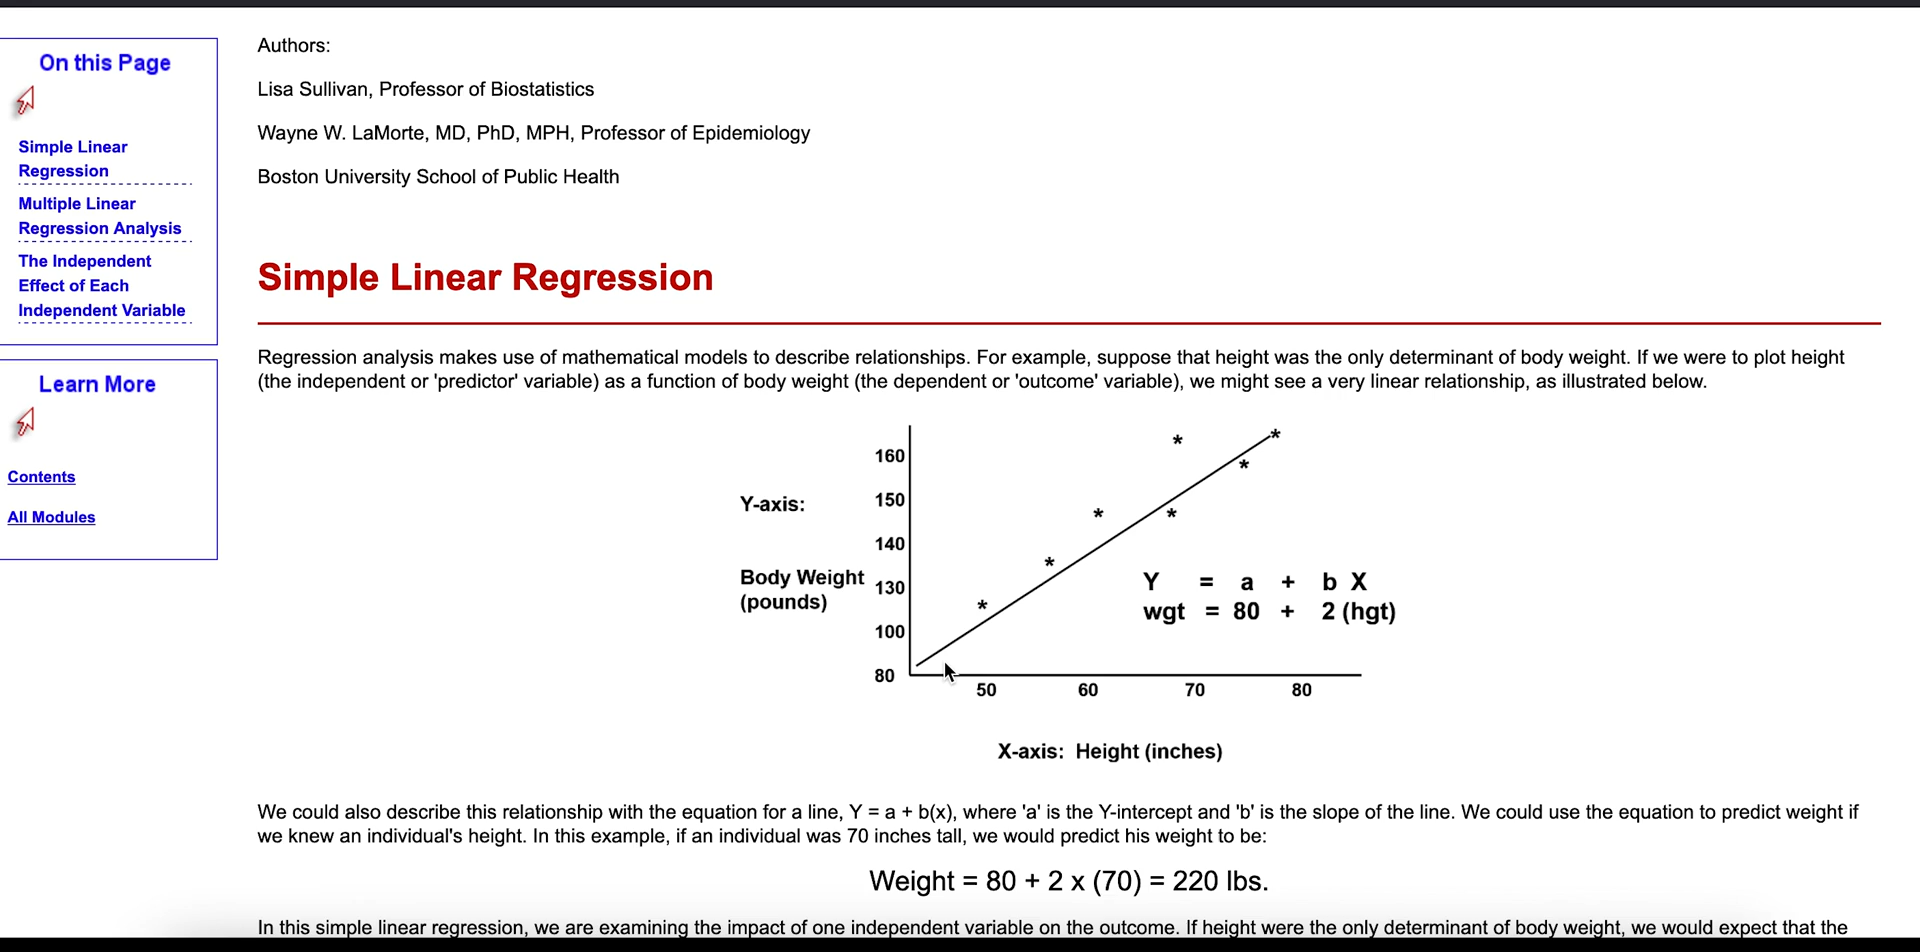 On this Page
Simple Linear
Regression
Multiple Linear
Regression Analysis
The Independent
Effect of Each
Independent Variable
Learn More
Contents
All Modules
Authors:
Lisa Sullivan, Professor of Biostatistics
Wayne W. LaMorte, MD, PhD, MPH, Professor of Epidemiology
Boston University School of Public Health
Simple Linear Regression
Regression analysis makes use of mathematical models to describe relationships. For example, suppose that height was the only determinant of body weight. If we were to plot height
(the independent or 'predictor' variable) as a function of body weight (the dependent or 'outcome' variable), we might see a very linear relationship, as illustrated below.
160
Y-axis:
150
140
Body Weight
(pounds)
130
100
80
Y = a + b X
wgt = 80 + 2 (hgt)
50 60 70 80
X-axis: Height (inches)
We could also describe this relationship with the equation for a line, Y = a + b(x), where 'a' is the Y-intercept and 'b' is the slope of the line. We could use the equation to predict weight if
we knew an individual's height. In this example, if an individual was 70 inches tall, we would predict his weight to be:
Weight = 80 + 2 x (70) = 220 lbs.
In this simple linear regression, we are examining the impact of one independent variable on the outcome. If height were the only determinant of body weight, we would expect that the